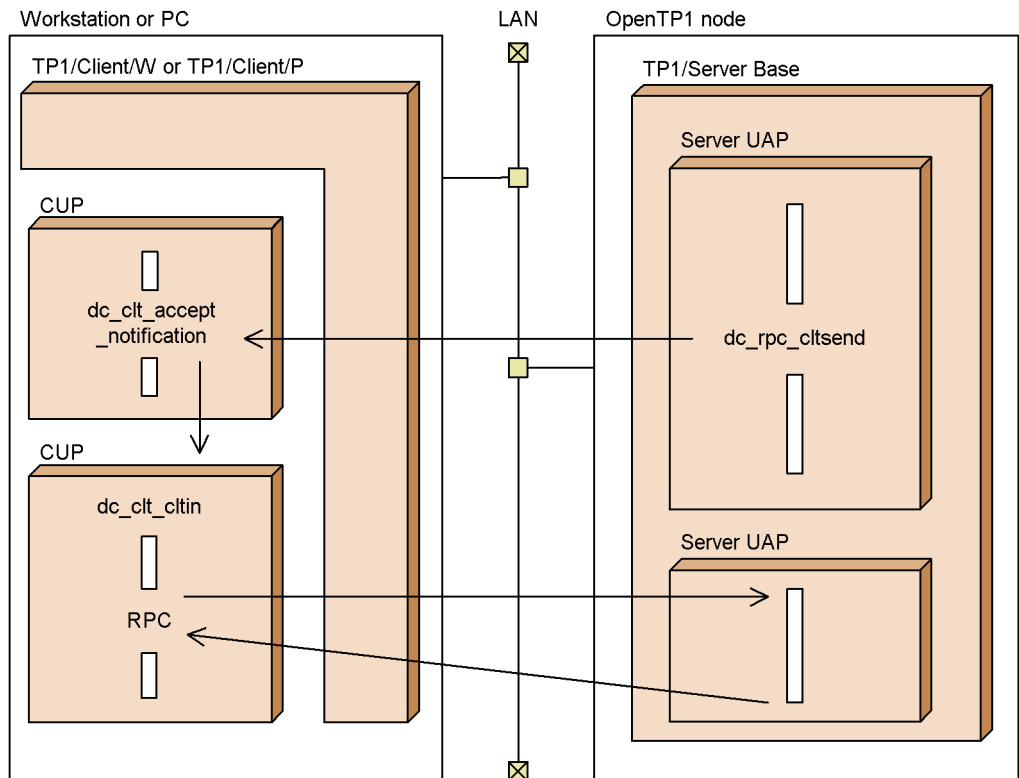 Workstation or PC
LAN
OpenTP1 node
TP1/Client/W or TP1/Client/P
TP1/Server Base
Server UAP
CUP
dc_clt_accept
_notification
dc_rpc_cltsend
CUP
dc_clt_cltin
Server UAP
RPC